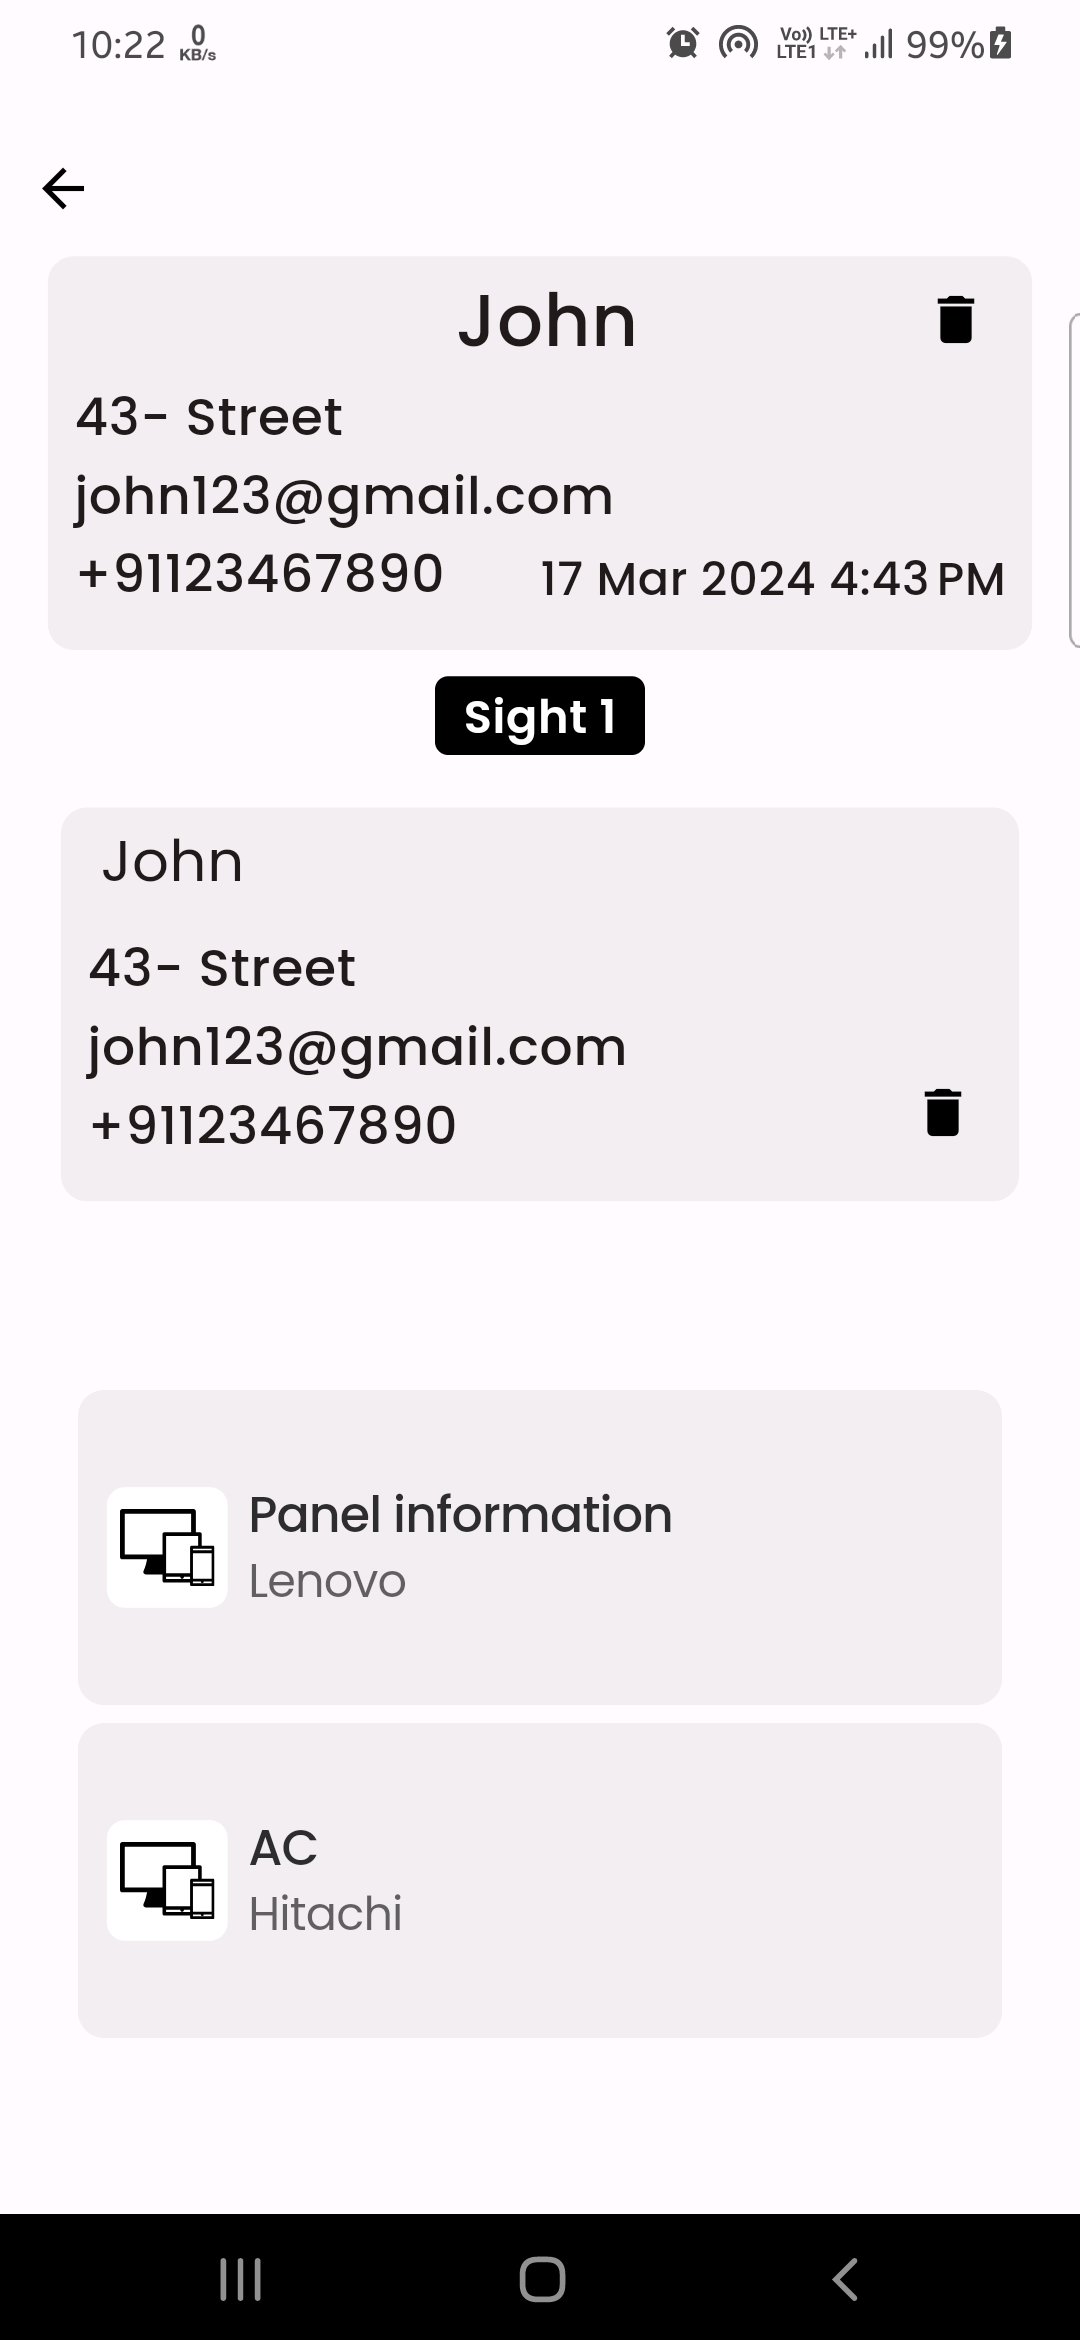 10:22 0 KB/s Vo)) LTE+ LTE1 99%
John
43- Street
john123@gmail.com
+91123467890 17 Mar 2024 4:43 PM
Sight 1
John
43- Street
john123@gmail.com
+91123467890
Panel information
Lenovo
AC
Hitachi